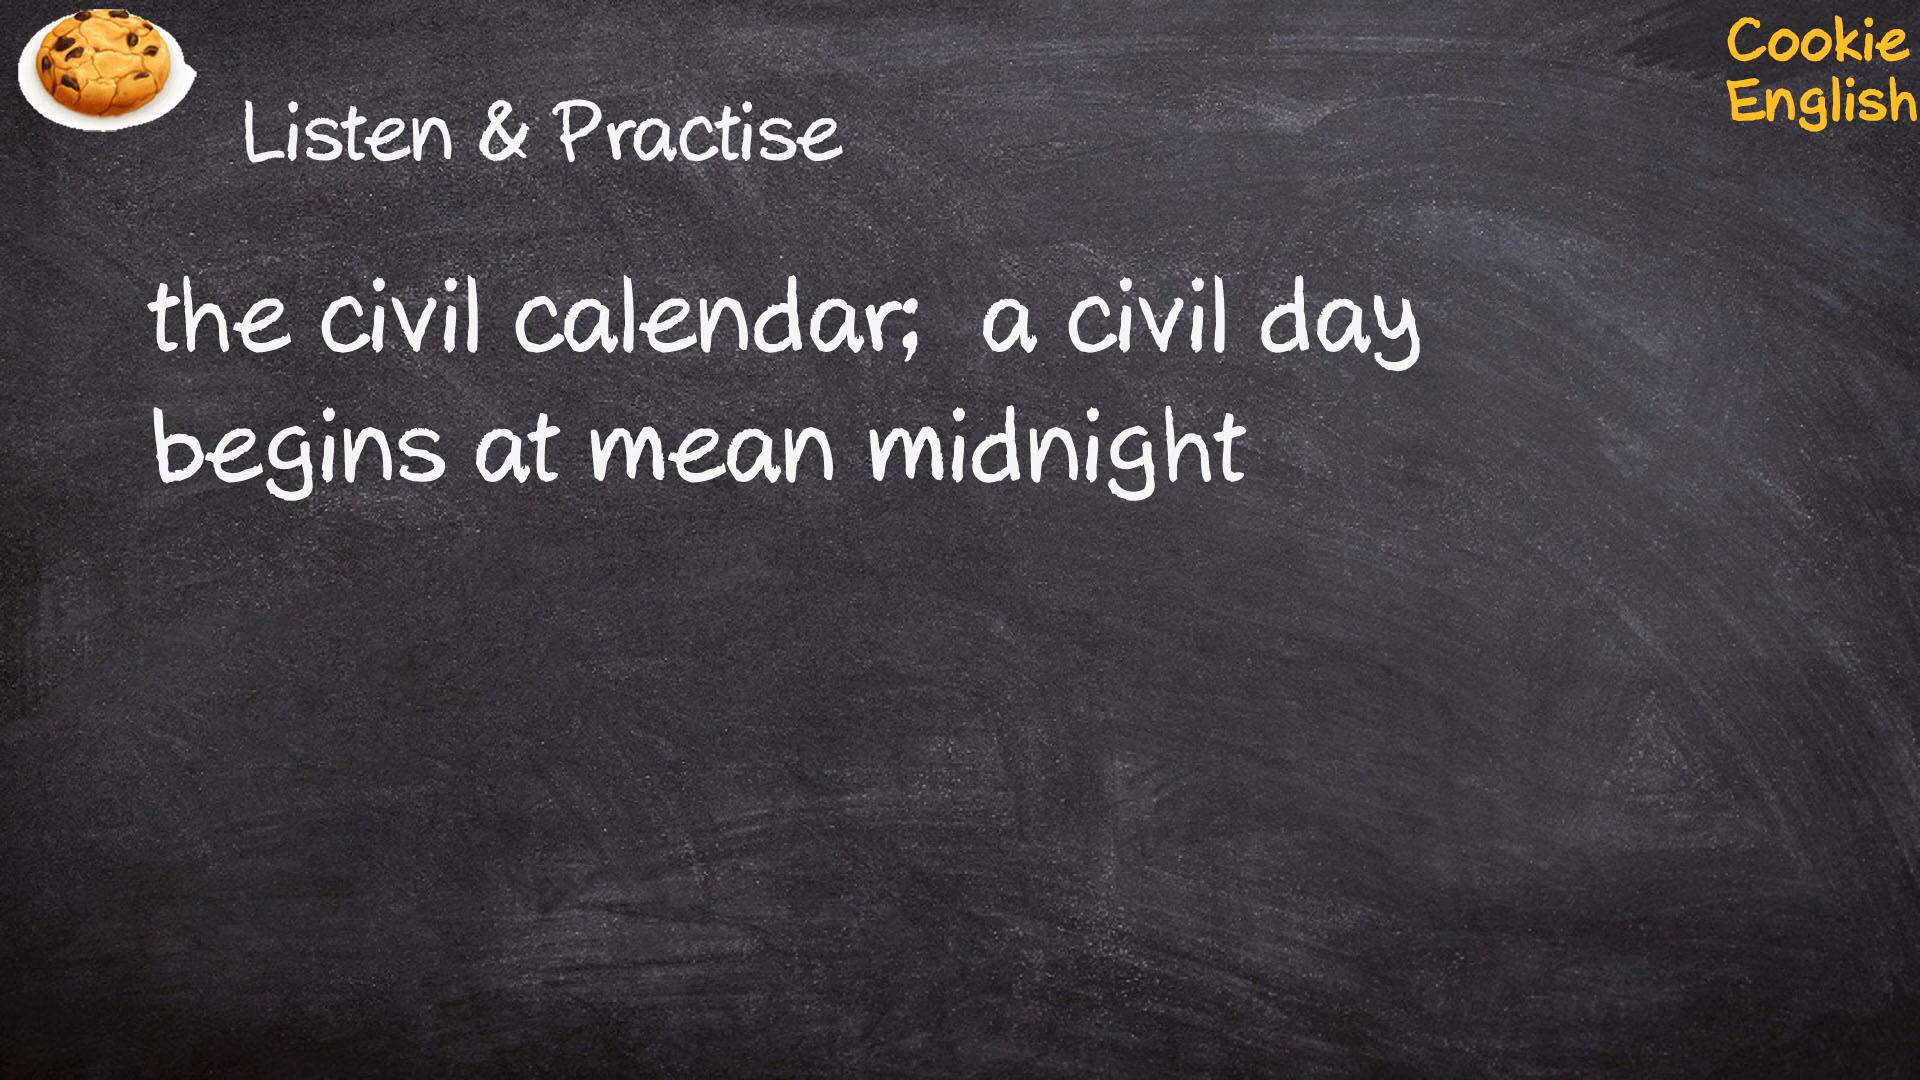 Cookie
English
Listen & Practise
the civil calendar;  a civil day
begins at mean midnight